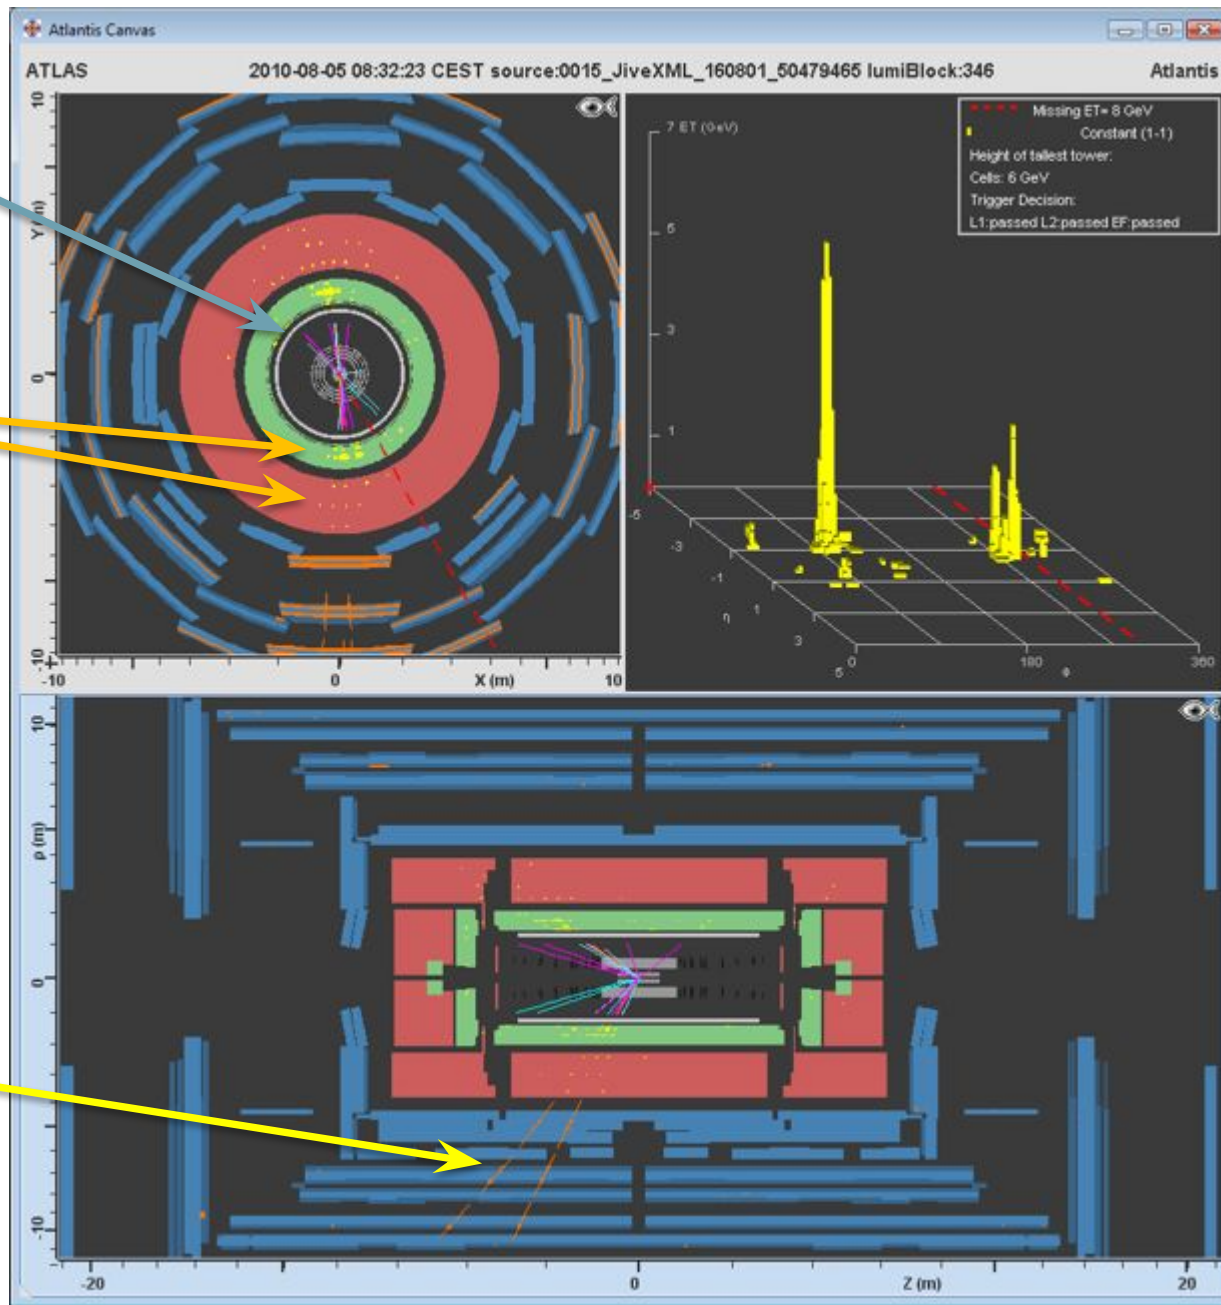 Atlantis Canvas
ATLAS 2010-08-05 08:32:23 CEST source:0015_JiveXML_160801_50479465 lumiBlock:346 Atlantis
10
Y (m)
0
-10
-10 0 X (m) 10
7 ET (GeV)
5
3
1
-5
-3
-1
η
1
3
5
0 180 360
Φ
Missing ET= 8 GeV
Constant (1-1)
Height of tallest tower:
Cells: 6 GeV
Trigger Decision:
L1:passed L2:passed EF:passed
10
ρ (m)
0
-10
-20 0 Z (m) 20